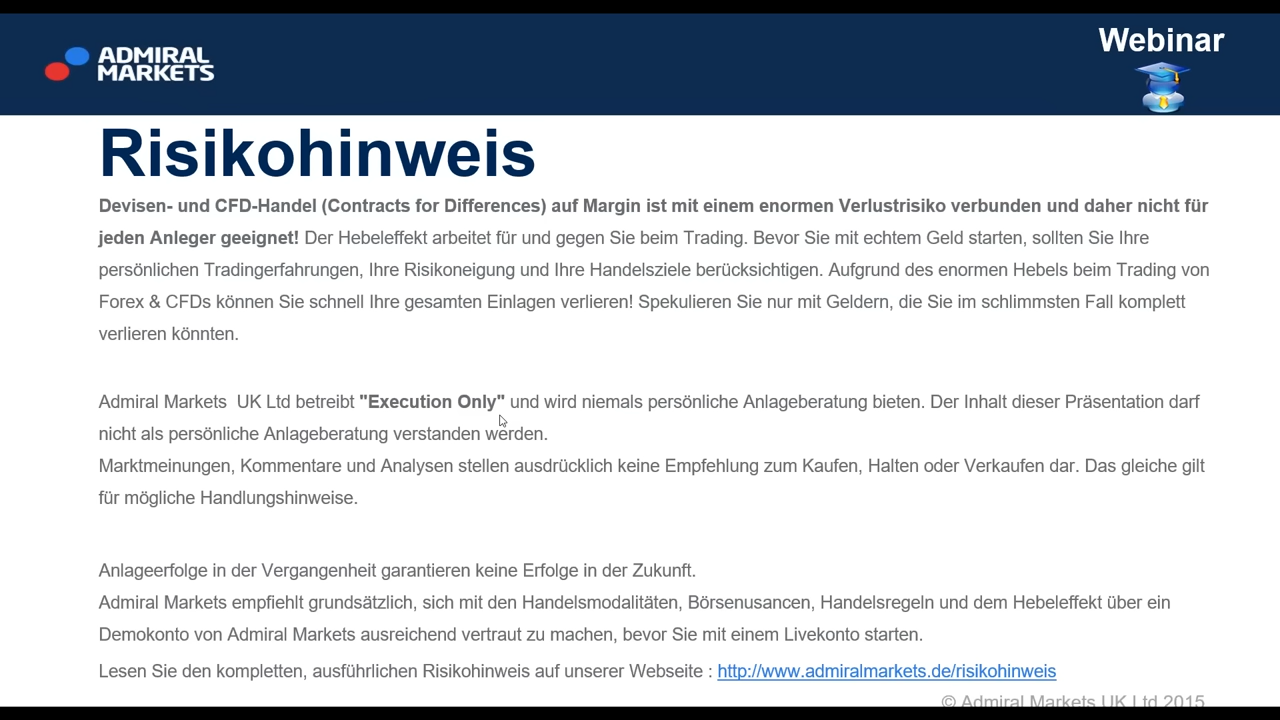 ADMIRAL
MARKETS
Webinar
Risikohinweis
Devisen- und CFD-Handel (Contracts for Differences) auf Margin ist mit einem enormen Verlustrisiko verbunden und daher nicht für
jeden Anleger geeignet! Der Hebeleffekt arbeitet für und gegen Sie beim Trading. Bevor Sie mit echtem Geld starten, sollten Sie Ihre
persönlichen Tradingerfahrungen, Ihre Risikoneigung und Ihre Handelsziele berücksichtigen. Aufgrund des enormen Hebels beim Trading von
Forex & CFDs können Sie schnell Ihre gesamten Einlagen verlieren! Spekulieren Sie nur mit Geldern, die Sie im schlimmsten Fall komplett
verlieren könnten.
Admiral Markets  UK Ltd betreibt "Execution Only" und wird niemals persönliche Anlageberatung bieten. Der Inhalt dieser Präsentation darf
nicht als persönliche Anlageberatung verstanden werden.
Marktmeinungen, Kommentare und Analysen stellen ausdrücklich keine Empfehlung zum Kaufen, Halten oder Verkaufen dar. Das gleiche gilt
für mögliche Handlungshinweise.
Anlageerfolge in der Vergangenheit garantieren keine Erfolge in der Zukunft.
Admiral Markets empfiehlt grundsätzlich, sich mit den Handelsmodalitäten, Börsenusancen, Handelsregeln und dem Hebeleffekt über ein
Demokonto von Admiral Markets ausreichend vertraut zu machen, bevor Sie mit einem Livekonto starten.
Lesen Sie den kompletten, ausführlichen Risikohinweis auf unserer Webseite : http://www.admiralmarkets.de/risikohinweis
© Admiral Markets UK Ltd 2015